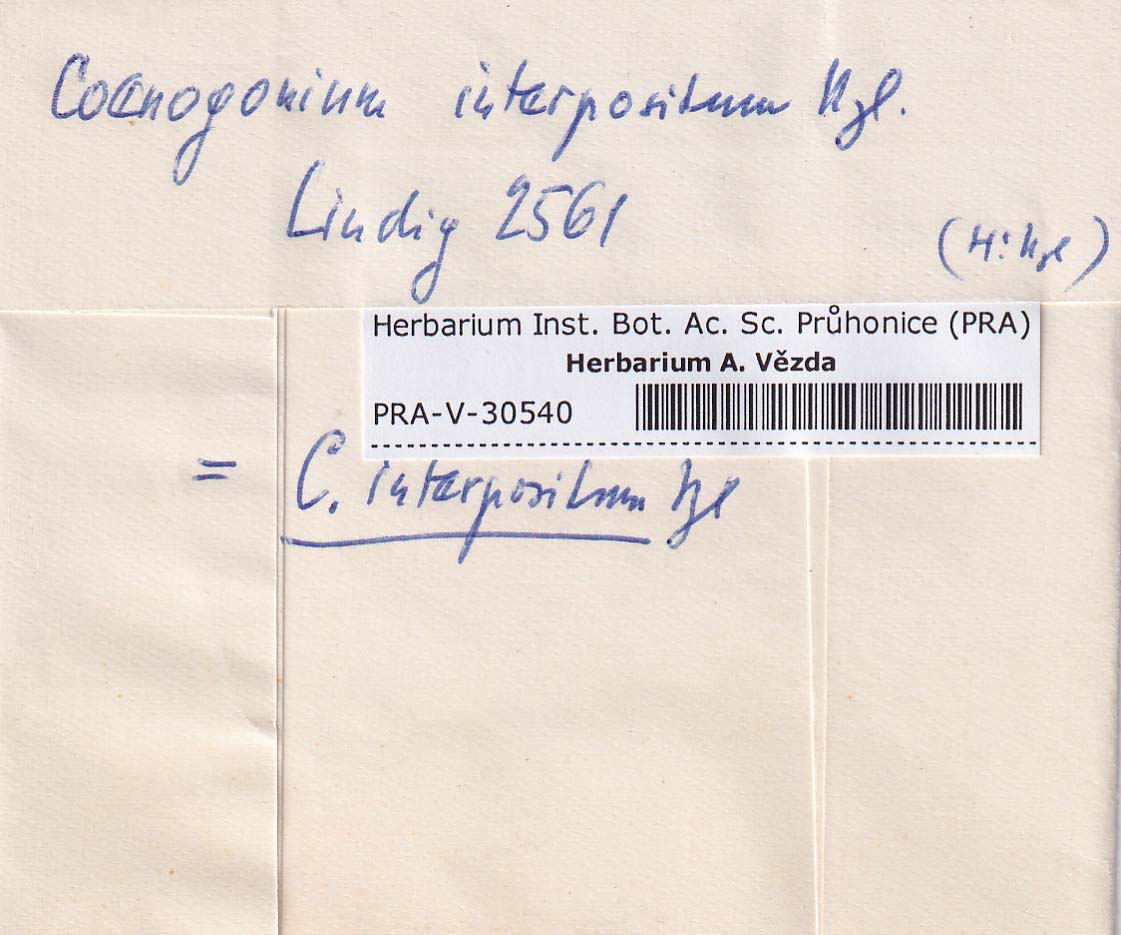 Coenogonium interpositum Nyl.
Lindig 2561
(H: Nyl)
Herbarium Inst. Bot. Ac. Sc. Průhonice (PRA)
Herbarium A. Vězda
PRA-V-30540
= C. interpositum Nyl